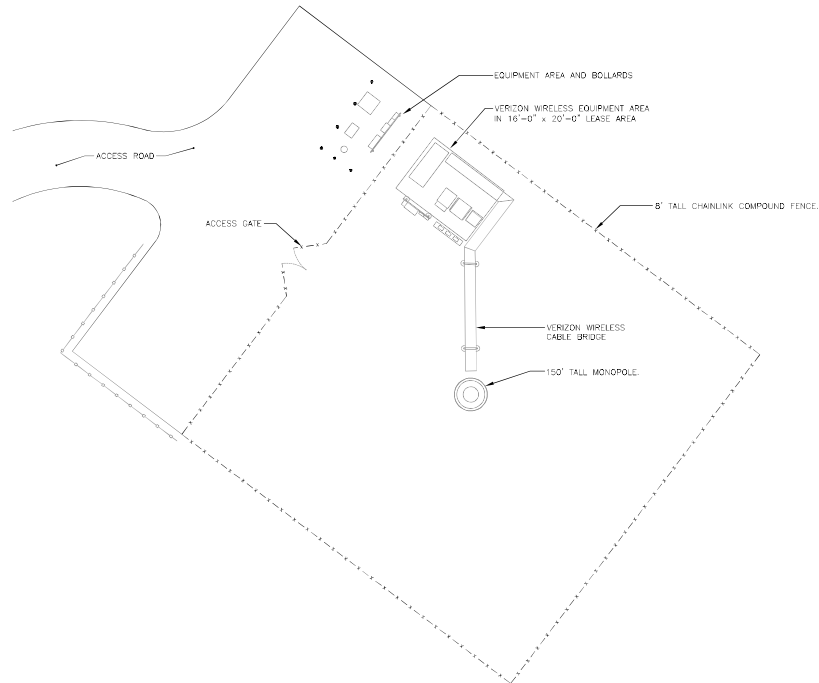 EQUIPMENT AREA AND BOLLARDS
VERIZON WIRELESS EQUIPMENT AREA
IN 16'-0" x 20'-0" LEASE AREA
ACCESS ROAD
8' TALL CHAINLINK COMPOUND FENCE.
ACCESS GATE
VERIZON WIRELESS
CABLE BRIDGE
150' TALL MONOPOLE.